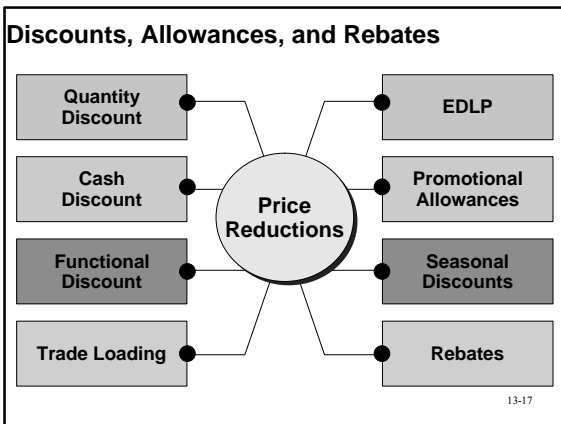 Discounts, Allowances, and Rebates
Quantity
Discount
Cash
Discount
Functional
Discount
Trade Loading
Price
Reductions
EDLP
Promotional
Allowances
Seasonal
Discounts
Rebates
13-17